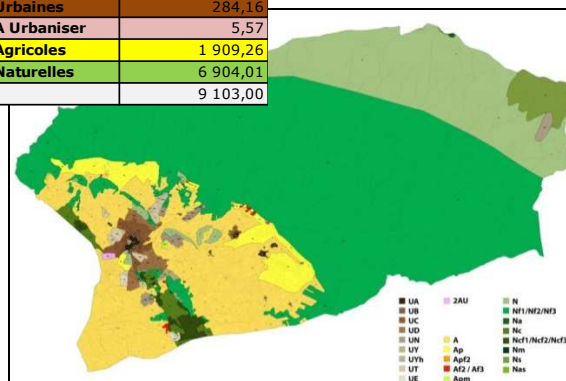 Urbaines 284,16
A Urbaniser 5,57
Agricoles 1 909,26
Naturelles 6 904,01
9 103,00
UA
UB
UC
UD
UN
UY
UYh
UT
UE
2AU
A
Ap
Apf2
Af2 / Af3
Apm
N
Nf1/Nf2/Nf3
Na
Nc
Ncf1/Ncf2/Ncf3
Nm
Ns
Nas